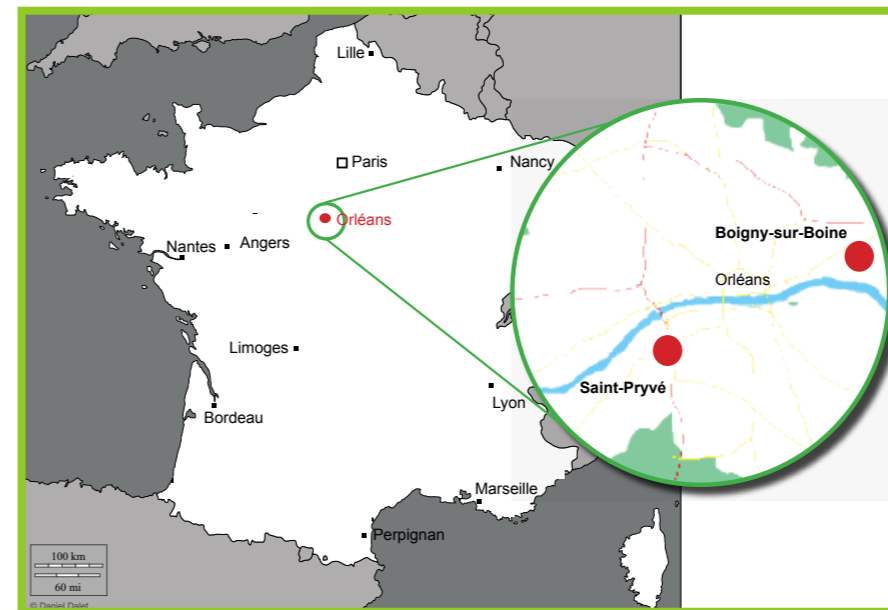 Lille
Paris
Nancy
Orléans
Nantes
Angers
Limoges
Lyon
Bordeau
Marseille
Perpignan
Boigny-sur-Boine
Orléans
Saint-Pryvé
100 km
60 mi
© Daniel Dalet